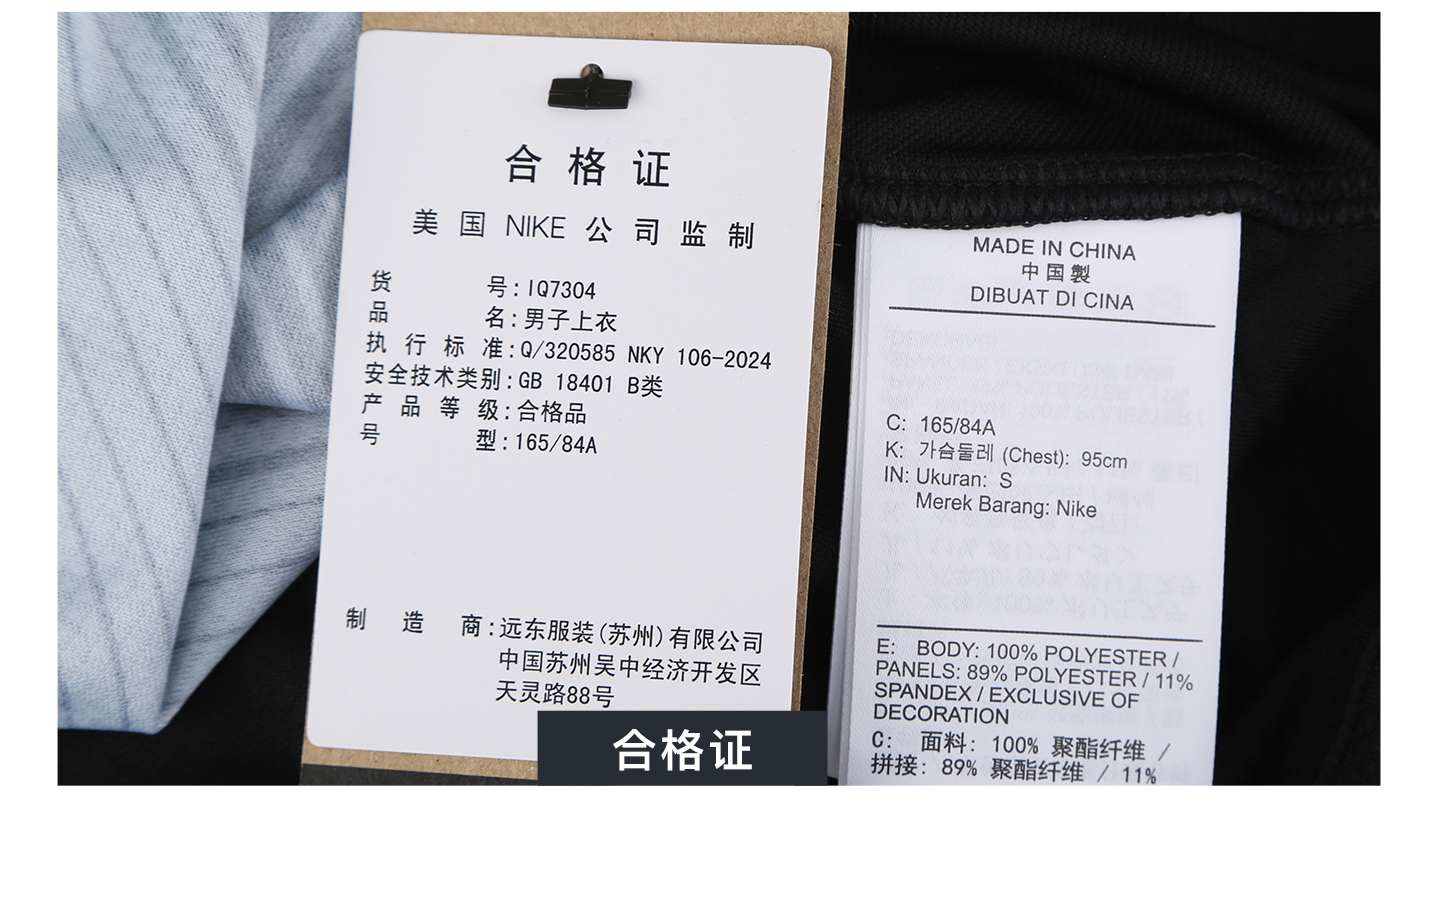 合格证
美国NIKE公司监制
货号:IQ7304
品名:男子上衣
执行标准:Q/320585 NKY 106-2024
安全技术类别:GB 18401 B类
产品等级:合格品
号型:165/84A
制造商:远东服装(苏州)有限公司
中国苏州吴中经济开发区
天灵路88号
合格证
MADE IN CHINA
中国製
DIBUAT DI CINA
C: 165/84A
K: 가슴둘레 (Chest): 95cm
IN: Ukuran: S
Merek Barang: Nike
E: BODY: 100% POLYESTER /
PANELS: 89% POLYESTER / 11%
SPANDEX / EXCLUSIVE OF
DECORATION
C: 面料: 100% 聚酯纤维 /
拼接: 89% 聚酯纤维 / 11%